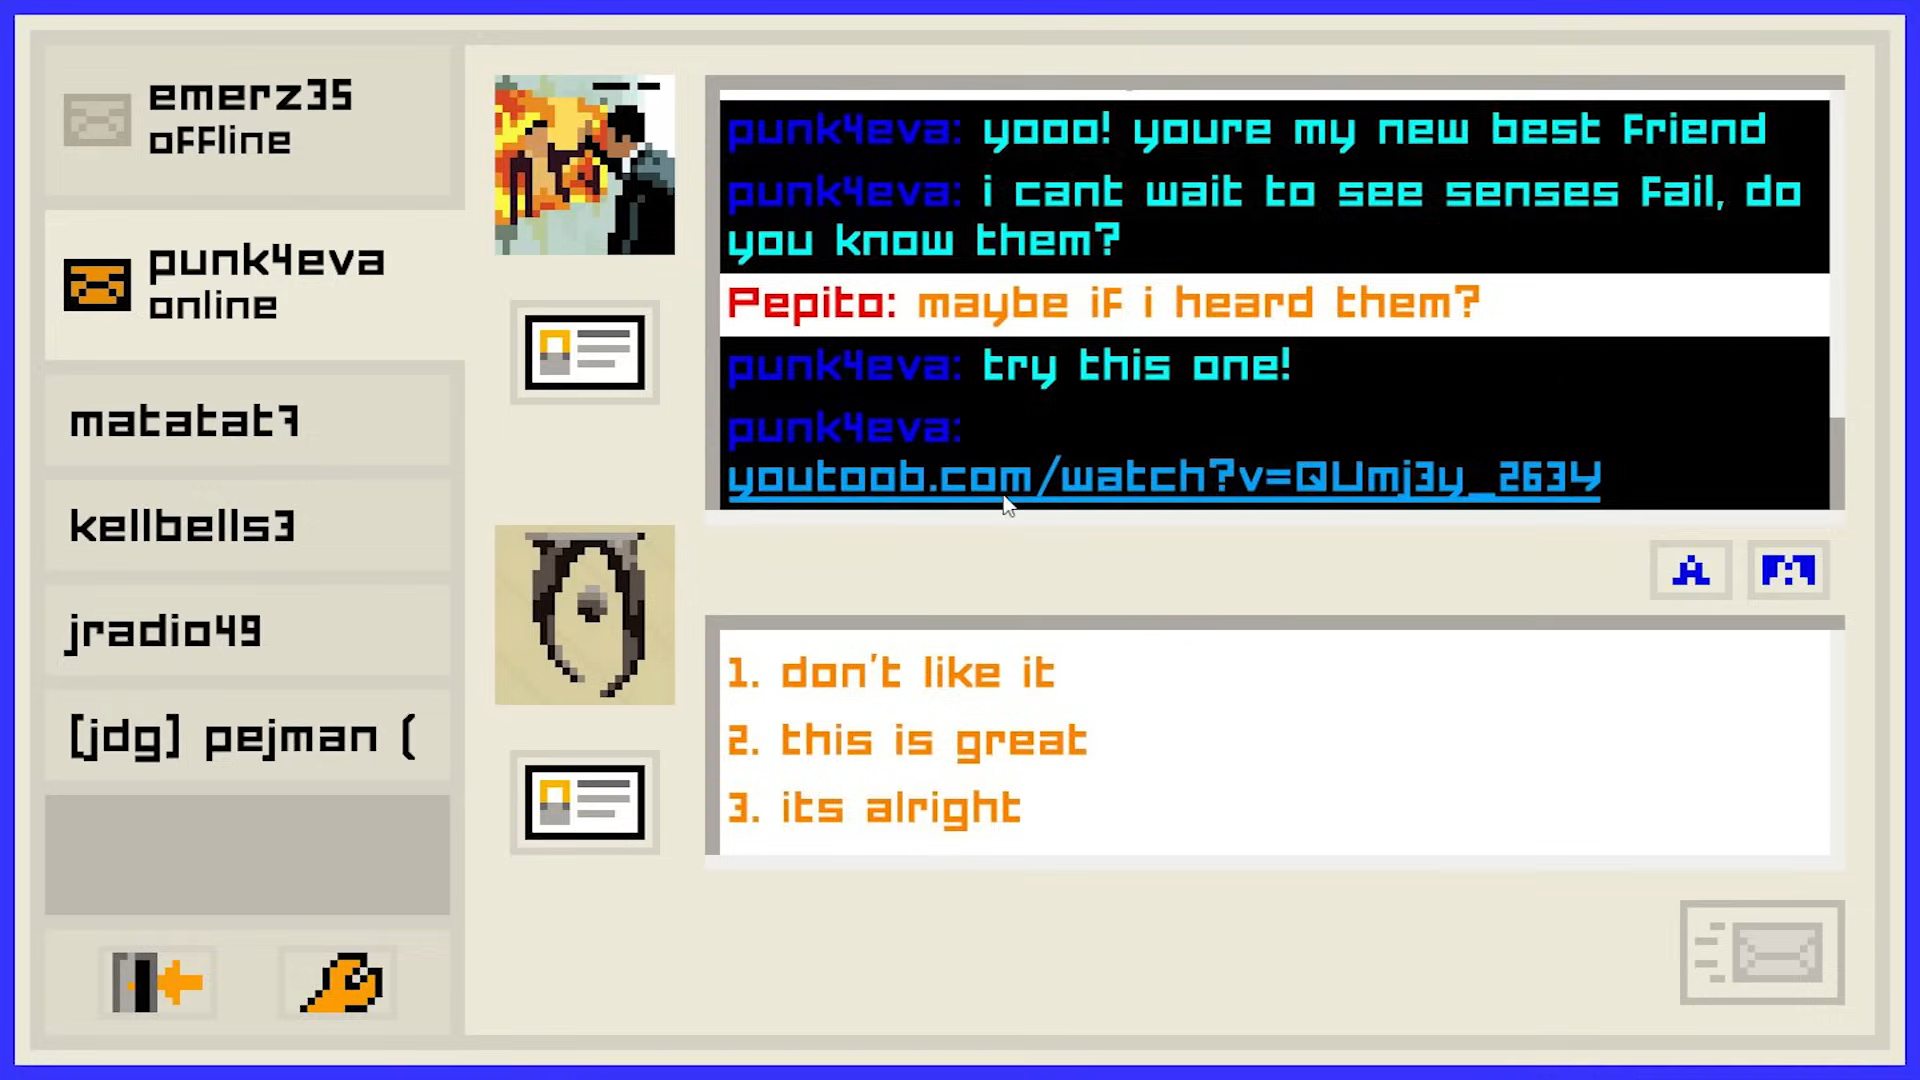 emerz35
offline
punk4eva
online
matatat7
kellbells3
jradio49
[jdg] pejman (
punk4eva: yooo! youre my new best friend
punk4eva: i cant wait to see senses fail, do
you know them?
Pepito: maybe if i heard them?
punk4eva: try this one!
punk4eva:
youtoob.com/watch?v=QUmj3y_263Y
A
1. don't like it
2. this is great
3. its alright